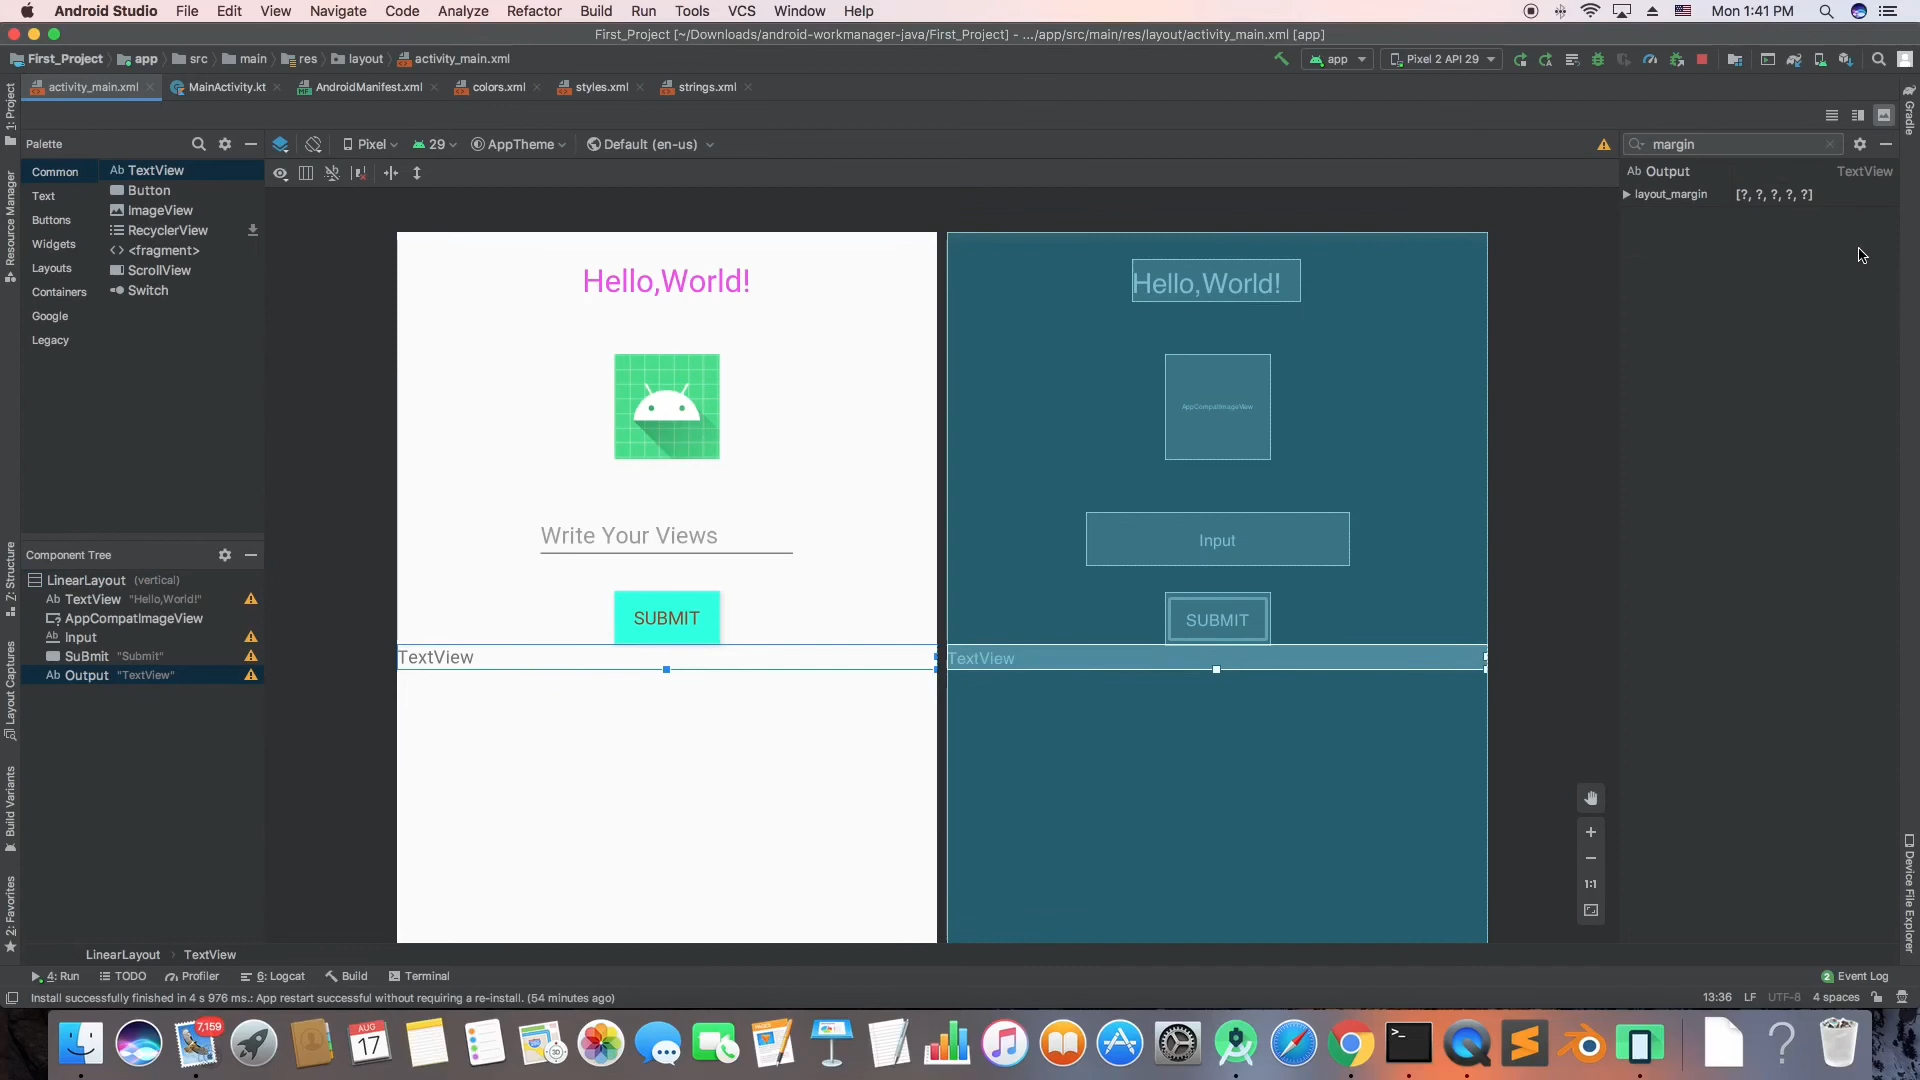 Android Studio File Edit View Navigate Code Analyze Refactor Build Run Tools VCS Window Help Mon 1:41 PM
First_Project [~/Downloads/android-workmanager-java/First_Project] - .../app/src/main/res/layout/activity_main.xml [app]
First_Project app src main res layout activity_main.xml app Pixel 2 API 29
activity_main.xml MainActivity.kt AndroidManifest.xml colors.xml styles.xml strings.xml
1: Project
Resource Manager
Z: Structure
Layout Captures
Build Variants
2: Favorites
Gradle
Device File Explorer
Palette
Common
Text
Buttons
Widgets
Layouts
Containers
Google
Legacy
Ab TextView
Button
ImageView
RecyclerView
<fragment>
ScrollView
Switch
Pixel 29 AppTheme Default (en-us)
margin
Ab Output TextView
layout_margin [?, ?, ?, ?, ?]
Hello,World!
Write Your Views
SUBMIT
TextView
Hello,World!
AppCompatImageView
Input
SUBMIT
TextView
1:1
Component Tree
LinearLayout (vertical)
Ab TextView "Hello,World!"
AppCompatImageView
Ab Input
SuBmit "Submit"
Ab Output "TextView"
LinearLayout TextView
4: Run TODO Profiler 6: Logcat Build Terminal 2 Event Log
Install successfully finished in 4 s 976 ms.: App restart successful without requiring a re-install. (54 minutes ago) 13:36 LF UTF-8 4 spaces
7,159
AUG
17